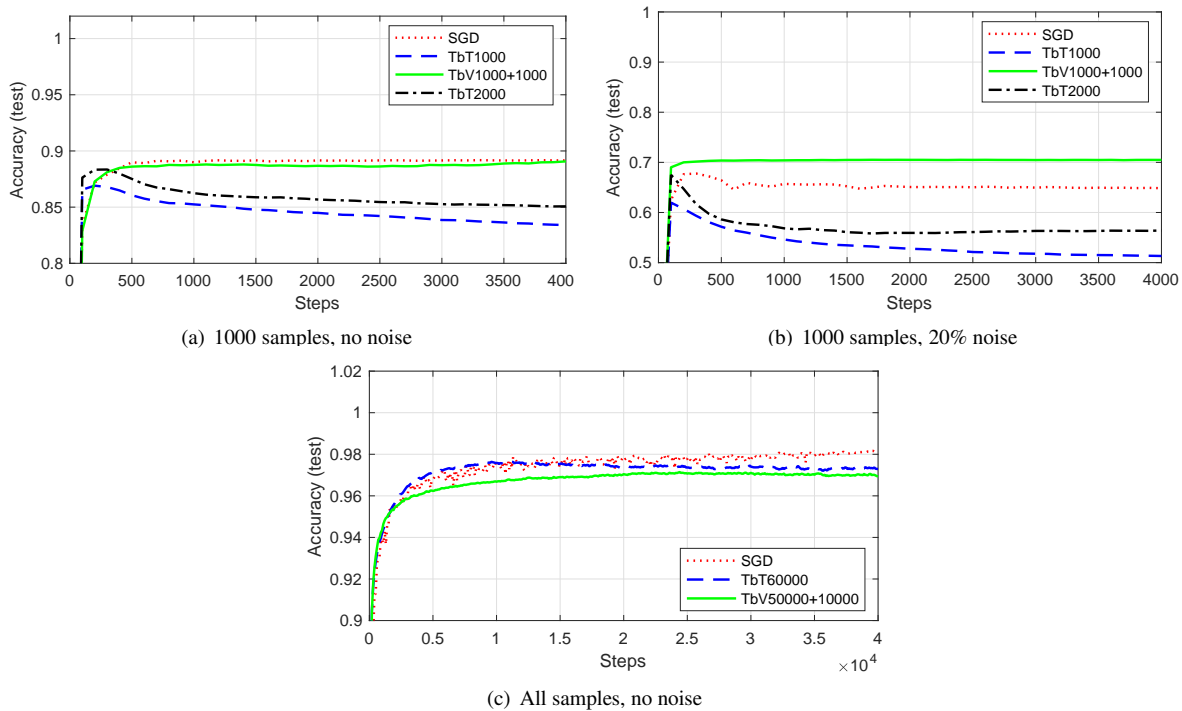 1
0.95
0.9
0.85
0.8
Accuracy (test)
SGD
TbT1000
TbV1000+1000
TbT2000
0 500 1000 1500 2000 2500 3000 3500 400
Steps
(a) 1000 samples, no noise
1
0.9
0.8
0.7
0.6
0.5
Accuracy (test)
SGD
TbT1000
TbV1000+1000
TbT2000
0 500 1000 1500 2000 2500 3000 3500 4000
Steps
(b) 1000 samples, 20% noise
1.02
1
0.98
0.96
0.94
0.92
0.9
Accuracy (test)
SGD
TbT60000
TbV50000+10000
0 0.5 1 1.5 2 2.5 3 3.5 4
Steps
×10⁴
(c) All samples, no noise